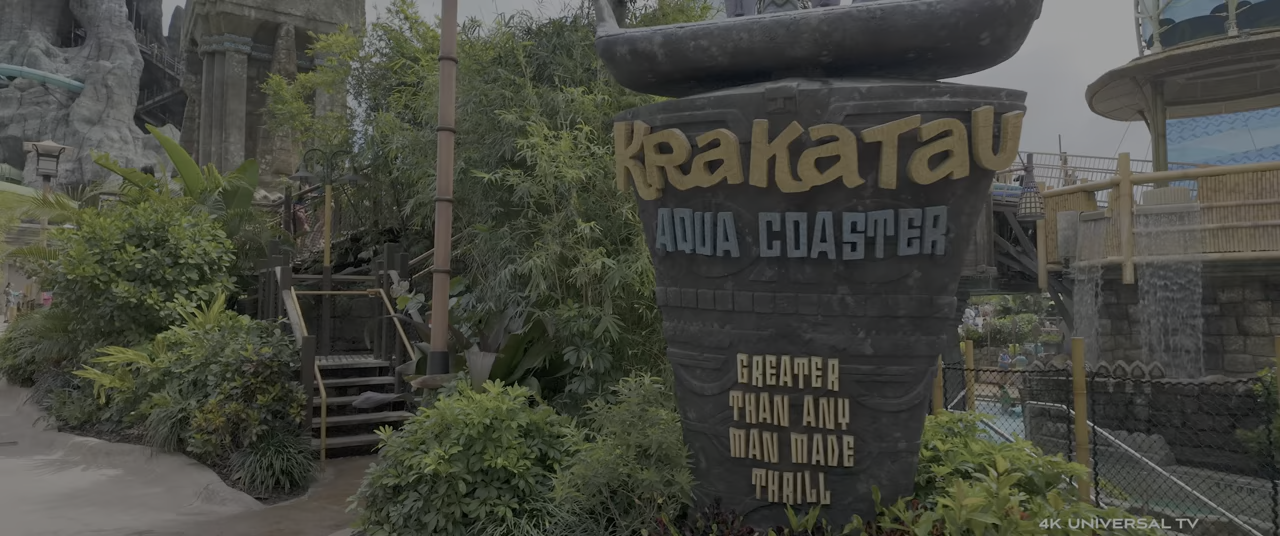 KRAKATAU
AQUA COASTER
GREATER
THAN ANY
MAN MADE
THRILL
4K UNIVERSAL TV